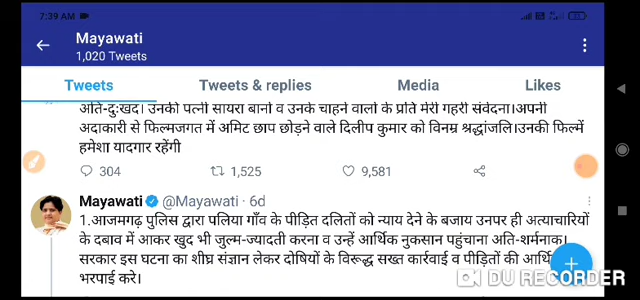 7:39 AM
Mayawati
1,020 Tweets
Tweets
Tweets & replies
Media
Likes
अति-दुःखद। उनकी पत्नी सायरा बानो व उनके चाहने वालों के प्रति मेरी गहरी संवेदना।अपनी
अदाकारी से फिल्मजगत में अमिट छाप छोड़ने वाले दिलीप कुमार को विनम्र श्रद्धांजलि।उनकी फिल्में
हमेशा यादगार रहेंगी
304
1,525
9,581
Mayawati @Mayawati · 6d
1.आजमगढ़ पुलिस द्वारा पलिया गाँव के पीड़ित दलितों को न्याय देने के बजाय उनपर ही अत्याचारियों
के दबाव में आकर खुद भी जुल्म-ज्यादती करना व उन्हें आर्थिक नुकसान पहुंचाना अति-शर्मनाक।
सरकार इस घटना का शीघ्र संज्ञान लेकर दोषियों के विरूद्ध सख्त कार्रवाई व पीड़ितों की आर्थि
भरपाई करे।
DU RECORDER